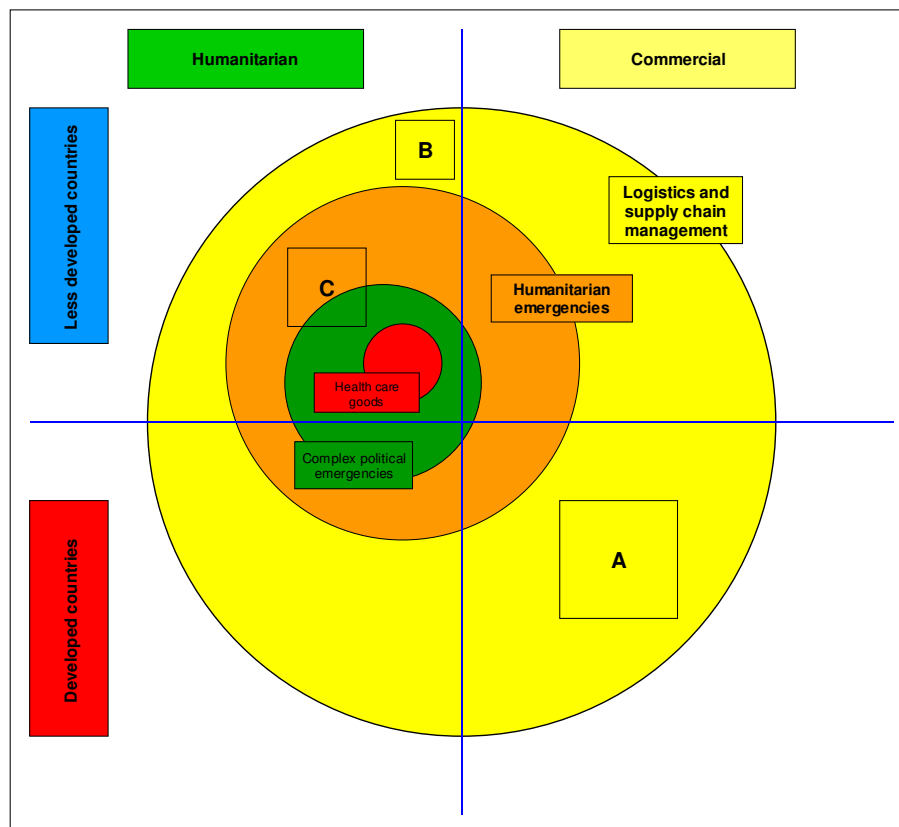 Humanitarian
Commercial
Less developed countries
B
Logistics and
supply chain
management
C
Humanitarian
emergencies
Health care
goods
Complex political
emergencies
Developed countries
A